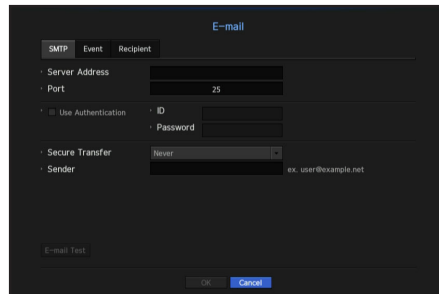 E-mail
SMTP Event Recipient
Server Address
Port 25
Use Authentication ID
Password
Secure Transfer Never
Sender ex. user@example.net
E-mail Test
OK Cancel